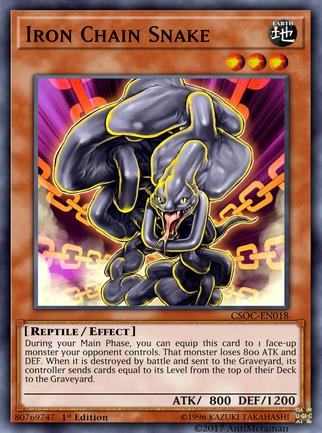 Iron Chain Snake
EARTH
地
CSOC-EN018
[Reptile / Effect]
During your Main Phase, you can equip this card to 1 face-up
monster your opponent controls. That monster loses 800 ATK and
DEF. When it is destroyed by battle and sent to the Graveyard, its
controller sends cards equal to its Level from the top of their Deck
to the Graveyard.
ATK/ 800 DEF/1200
80769747 1st Edition ©1996 KAZUKI TAKAHASHI
©2017 AntiMetaman